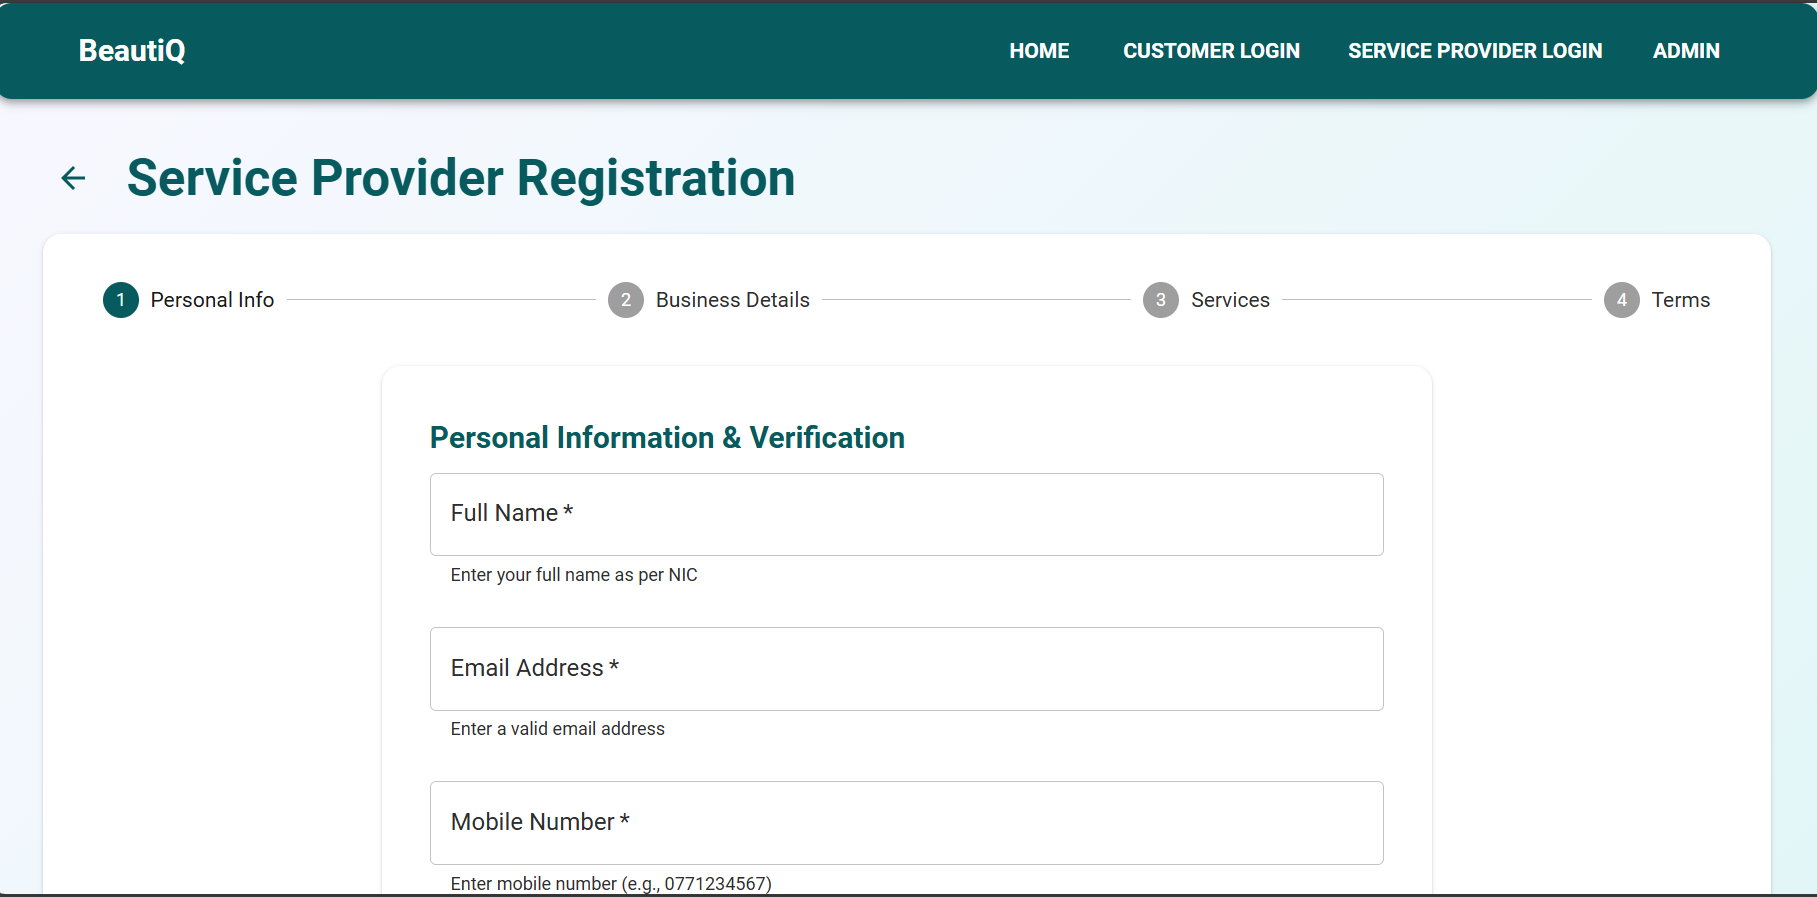 BeautiQ HOME CUSTOMER LOGIN SERVICE PROVIDER LOGIN ADMIN
Service Provider Registration
1 Personal Info 2 Business Details 3 Services 4 Terms
Personal Information & Verification
Full Name *
Enter your full name as per NIC
Email Address *
Enter a valid email address
Mobile Number *
Enter mobile number (e.g., 0771234567)